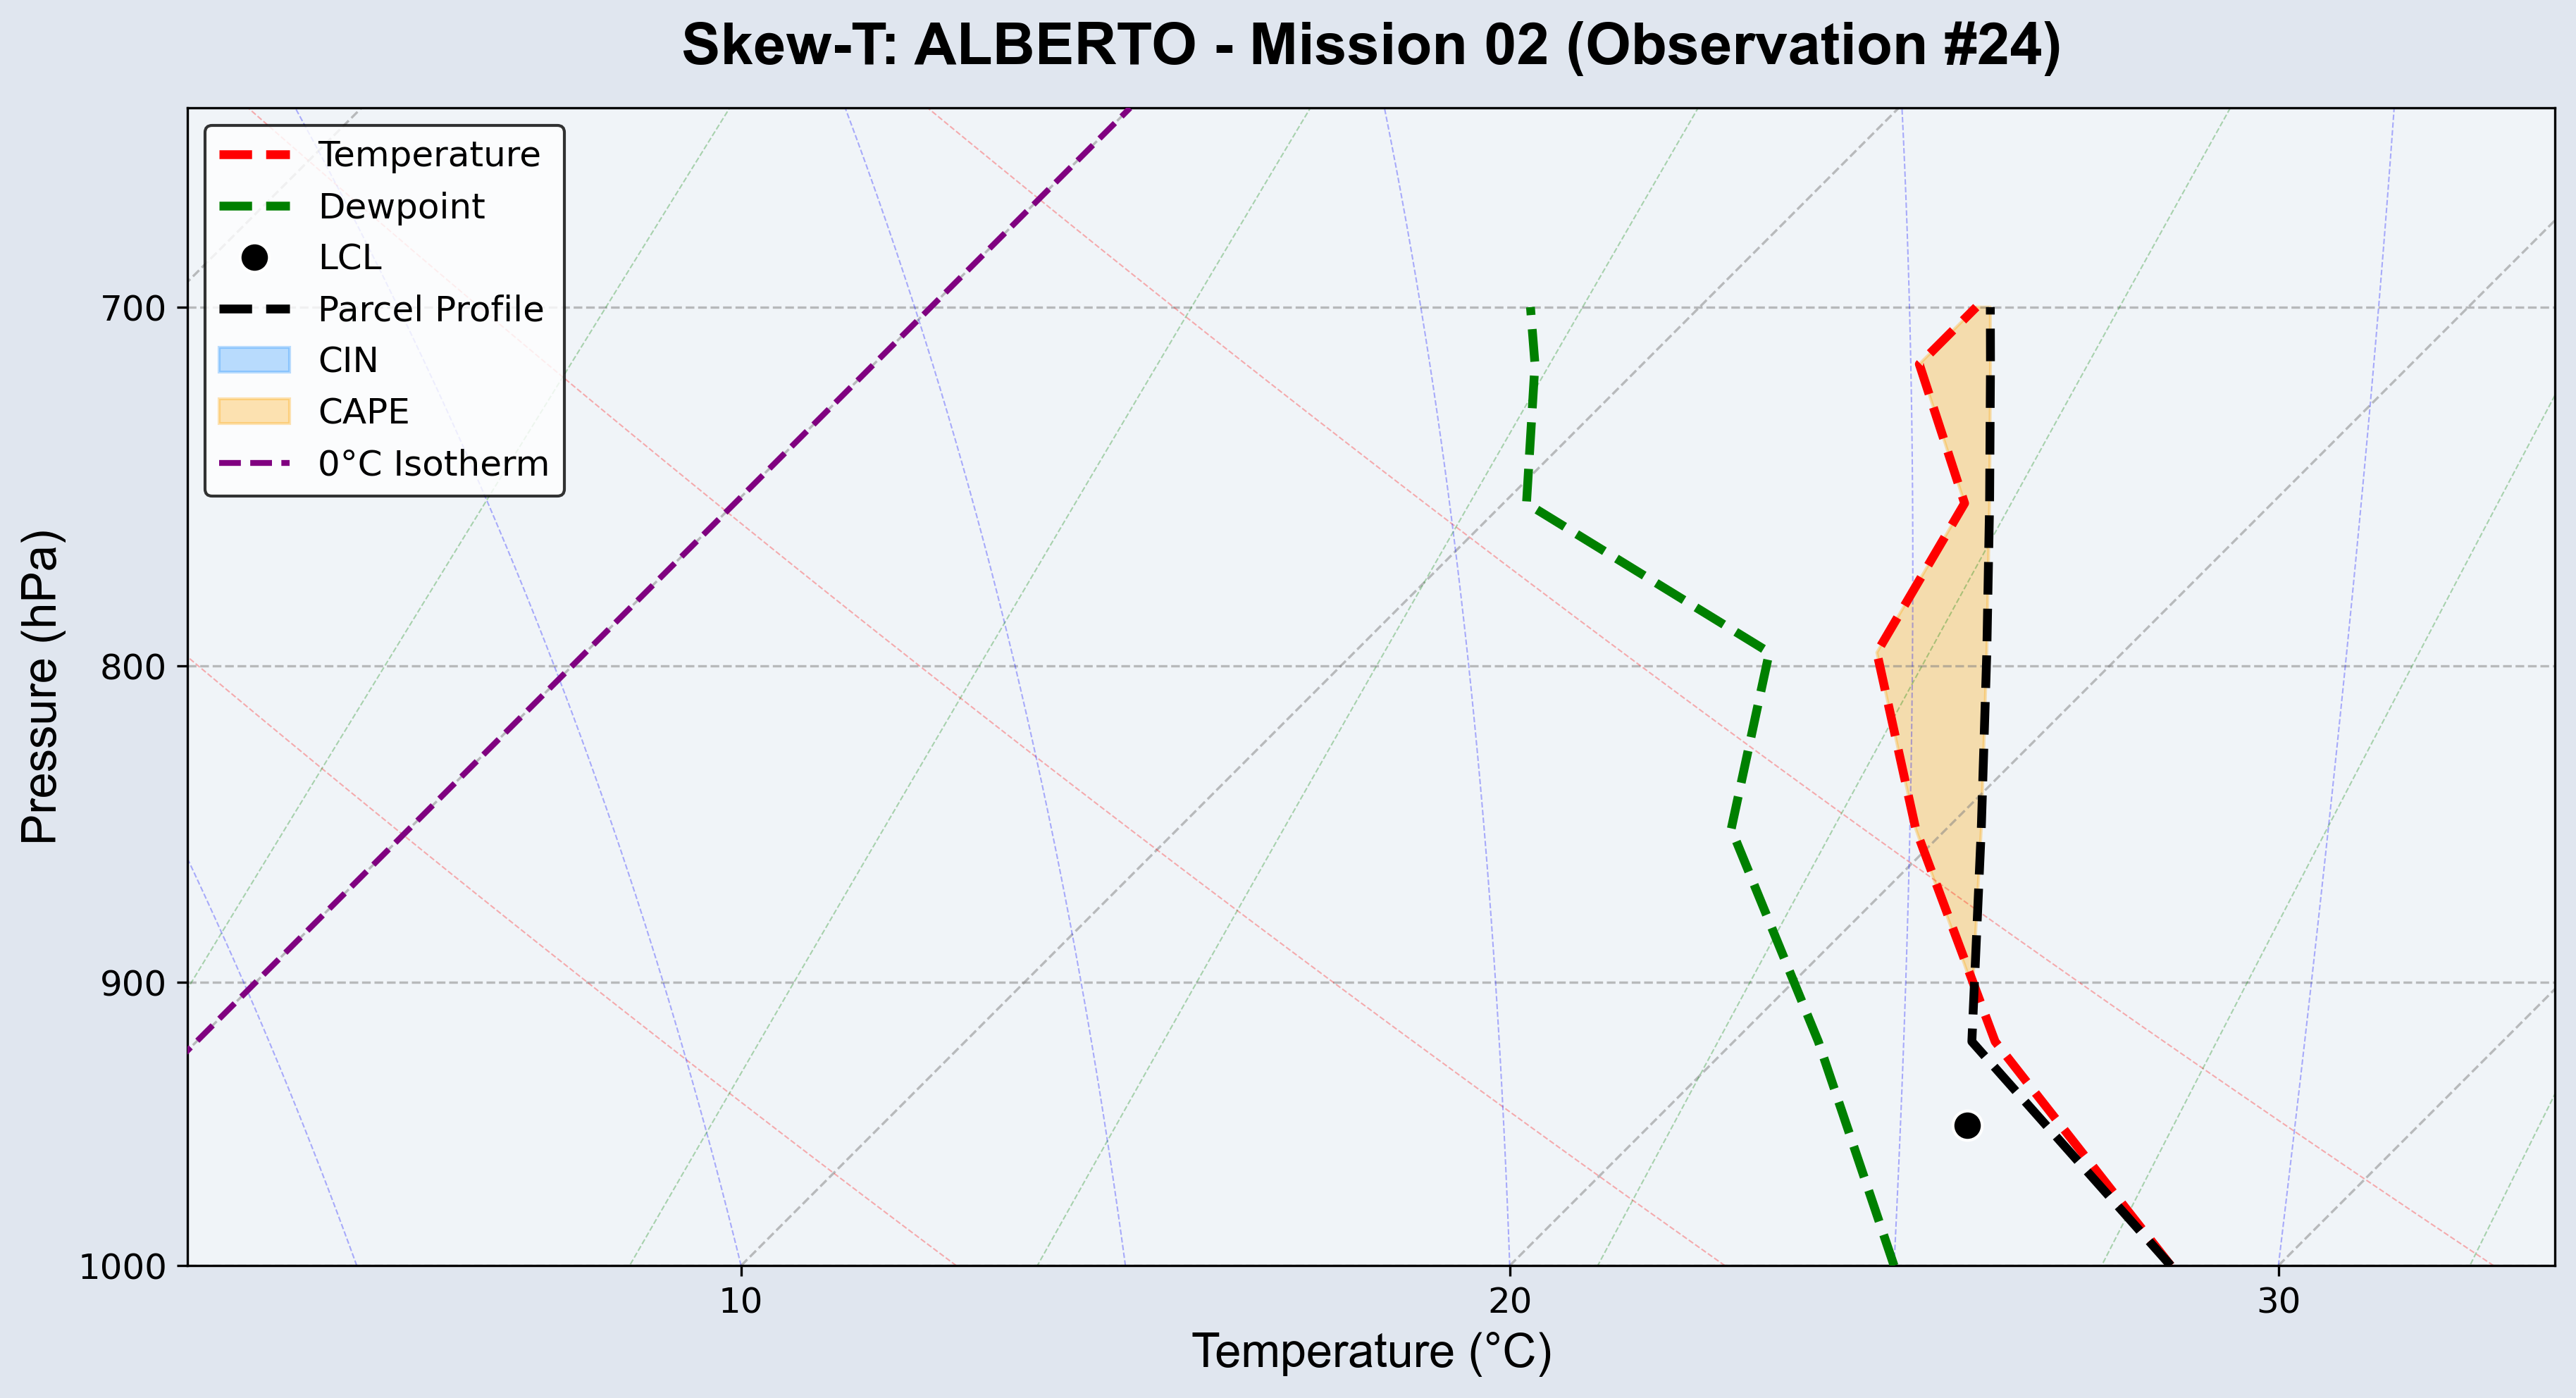 Skew-T: ALBERTO - Mission 02 (Observation #24)
Temperature
Dewpoint
LCL
Parcel Profile
CIN
CAPE
0°C Isotherm
Pressure (hPa)
700
800
900
1000
10 20 30
Temperature (°C)